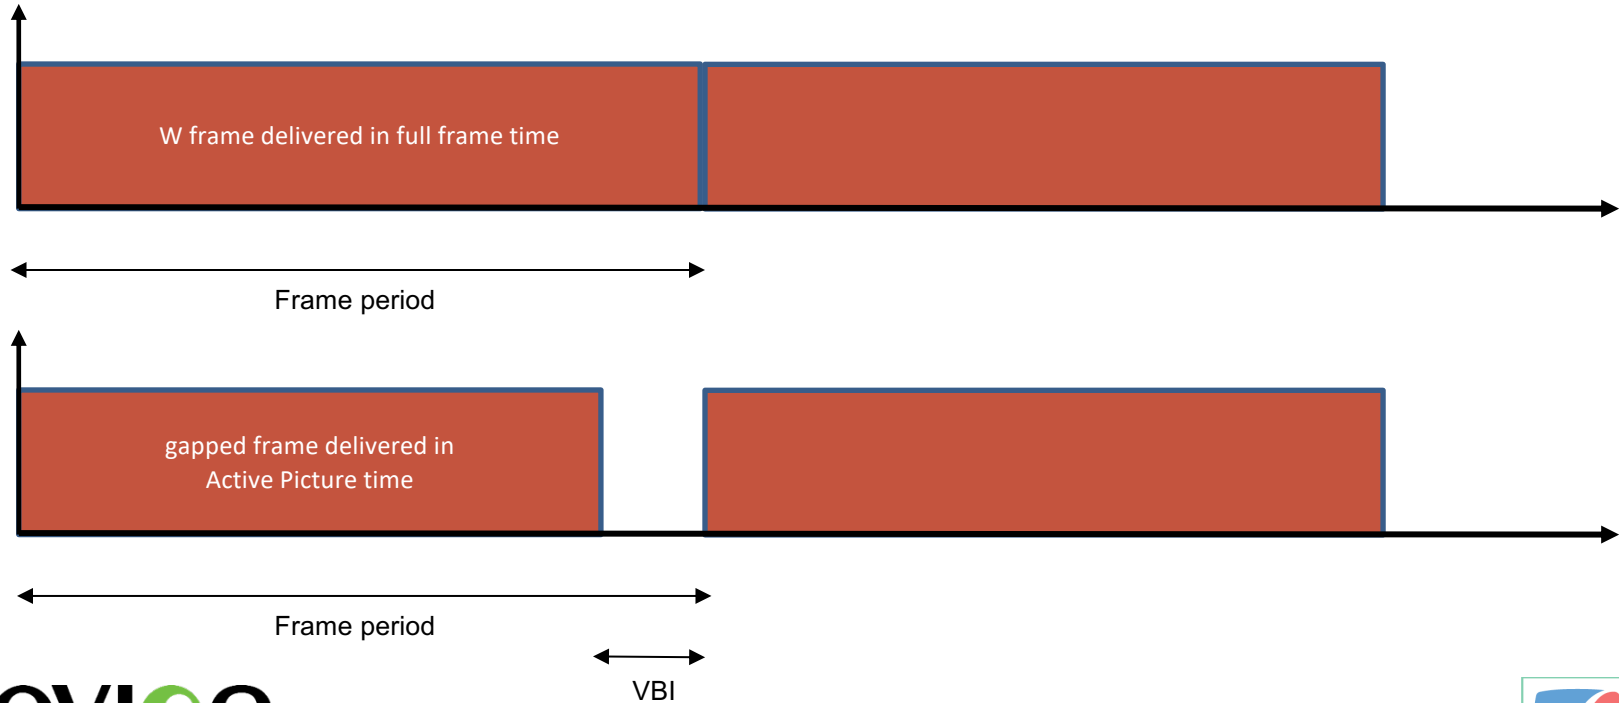 W frame delivered in full frame time
Frame period
gapped frame delivered in
Active Picture time
Frame period
VBI